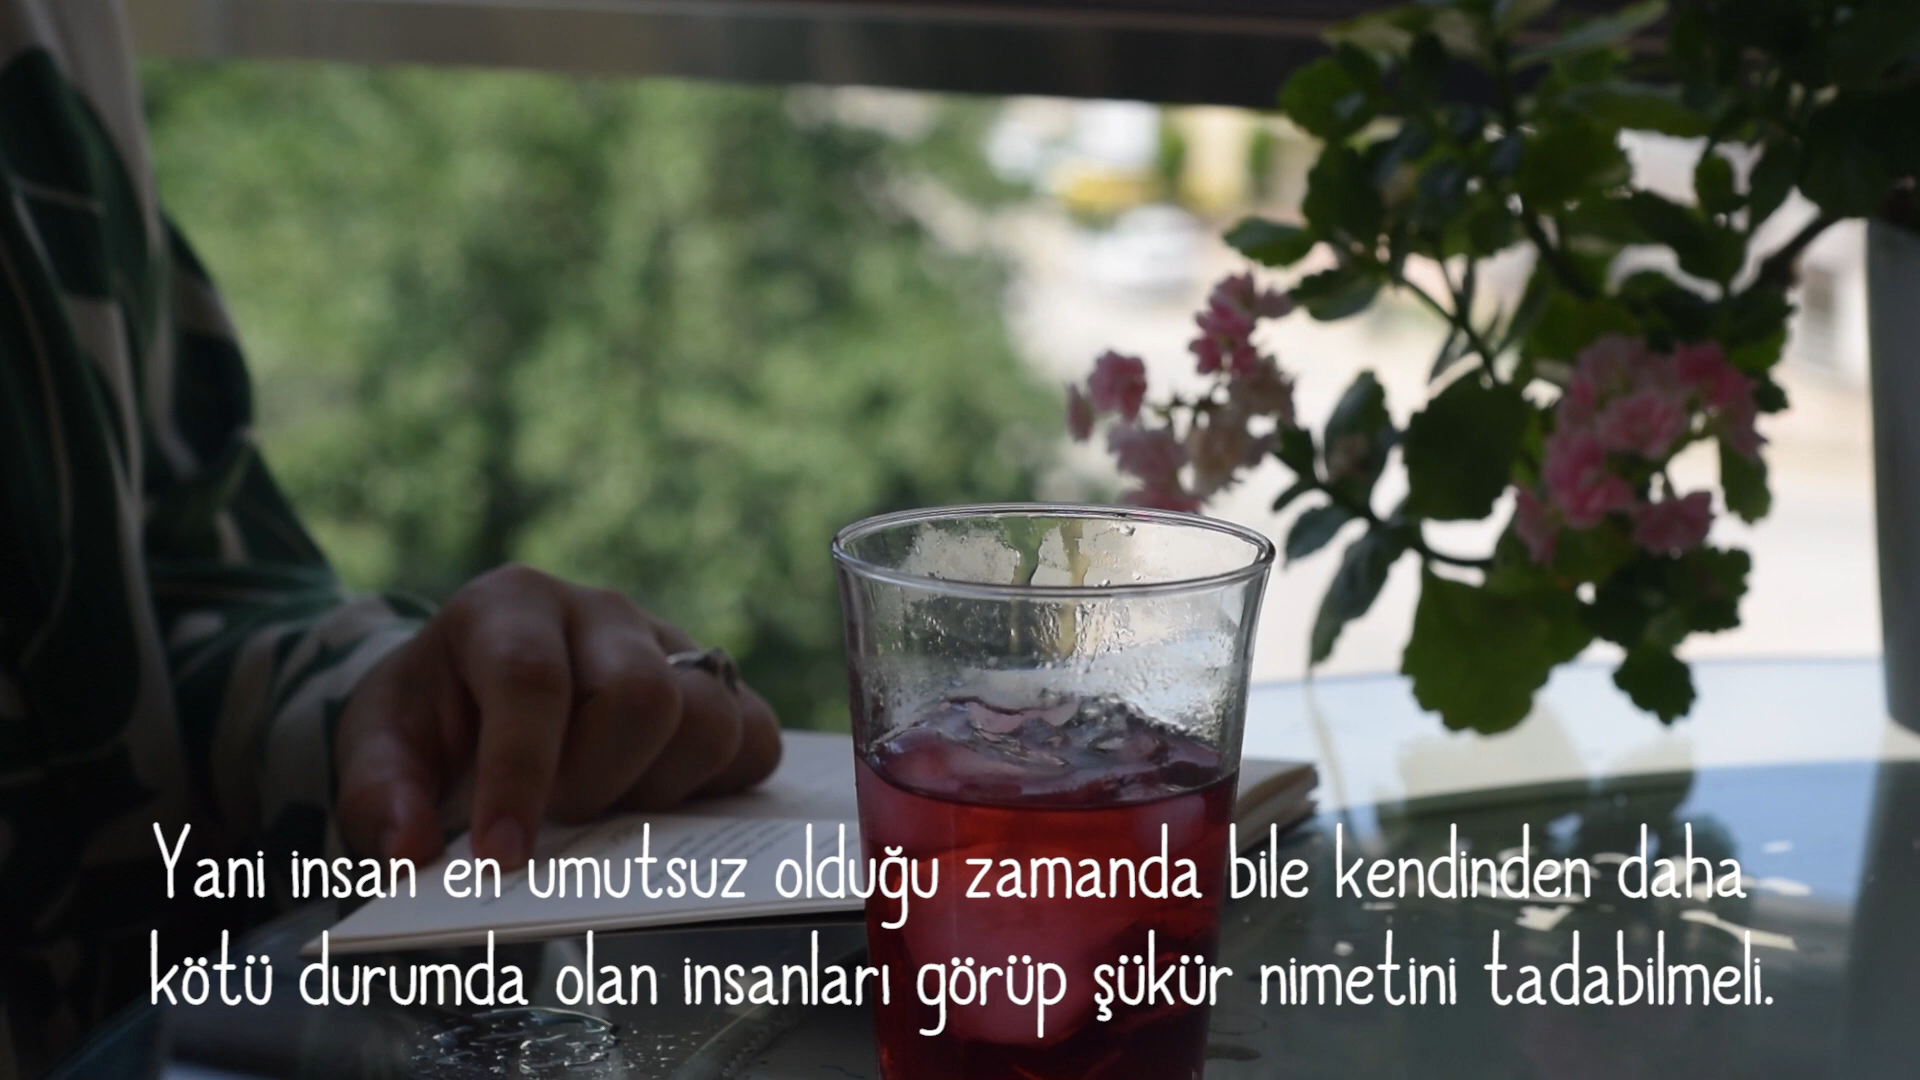 Yani insan en umutsuz olduğu zamanda bile kendinden daha
kötü durumda olan insanları görüp şükür nimetini tadabilmeli.